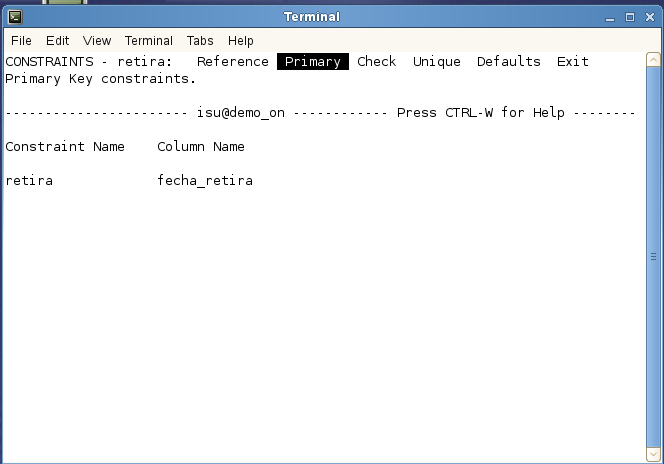 Terminal
File Edit View Terminal Tabs Help
CONSTRAINTS - retira: Reference Primary Check Unique Defaults Exit
Primary Key constraints.
----------------------- isu@demo_on ------------ Press CTRL-W for Help --------
Constraint Name Column Name
retira fecha_retira